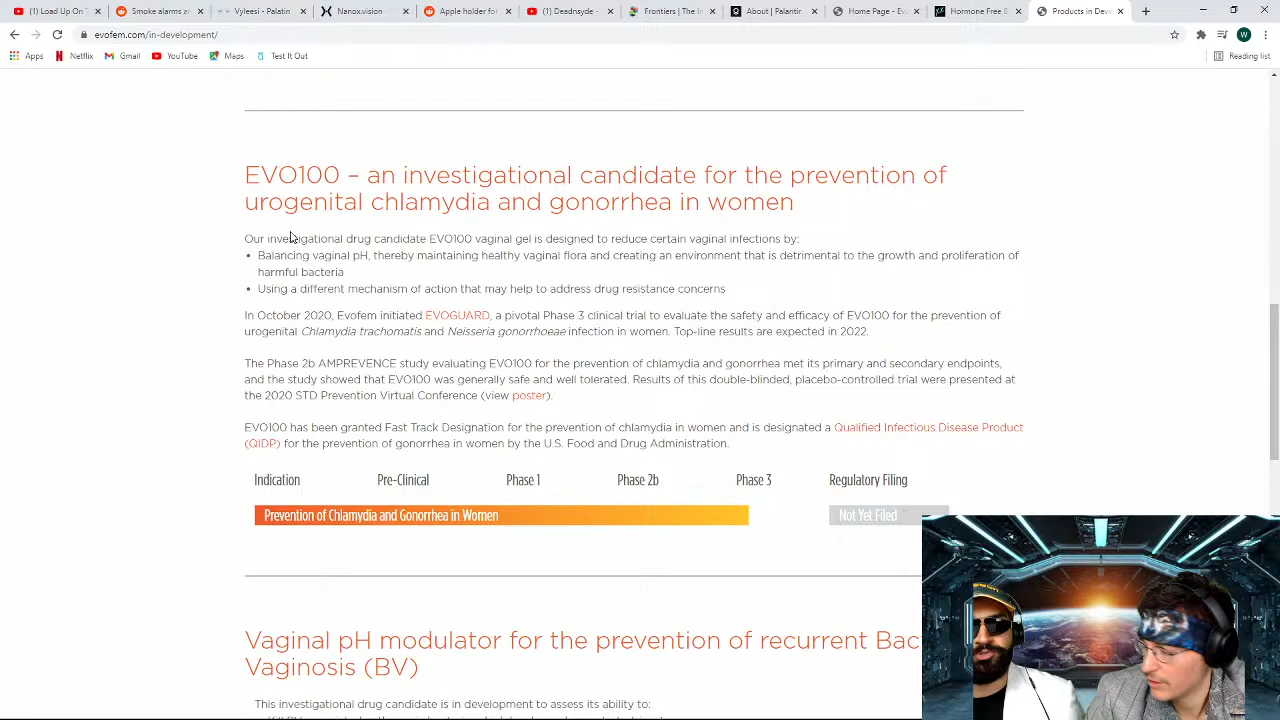 (1) Load Up On T
Smoke alarms a
Vyleesi - Patient
Nanox.vision
Apple holder fo
(1) Deadnsyde -
Frontiers | The In
About | Palantir
Home Page - Evo
Hormone Free B
Products in Dev
evofem.com/in-development/
W
Apps Netflix Gmail YouTube Maps Test It Out Reading list
EVO100 – an investigational candidate for the prevention of
urogenital chlamydia and gonorrhea in women
Our investigational drug candidate EVO100 vaginal gel is designed to reduce certain vaginal infections by:
• Balancing vaginal pH, thereby maintaining healthy vaginal flora and creating an environment that is detrimental to the growth and proliferation of
harmful bacteria
• Using a different mechanism of action that may help to address drug resistance concerns
In October 2020, Evofem initiated EVOGUARD, a pivotal Phase 3 clinical trial to evaluate the safety and efficacy of EVO100 for the prevention of
urogenital Chlamydia trachomatis and Neisseria gonorrhoeae infection in women. Top-line results are expected in 2022.
The Phase 2b AMPREVENCE study evaluating EVO100 for the prevention of chlamydia and gonorrhea met its primary and secondary endpoints,
and the study showed that EVO100 was generally safe and well tolerated. Results of this double-blinded, placebo-controlled trial were presented at
the 2020 STD Prevention Virtual Conference (view poster).
EVO100 has been granted Fast Track Designation for the prevention of chlamydia in women and is designated a Qualified Infectious Disease Product
(QIDP) for the prevention of gonorrhea in women by the U.S. Food and Drug Administration.
Indication Pre-Clinical Phase 1 Phase 2b Phase 3 Regulatory Filing
Prevention of Chlamydia and Gonorrhea in Women Not Yet Filed
Vaginal pH modulator for the prevention of recurrent Bac
Vaginosis (BV)
This investigational drug candidate is in development to assess its ability to: